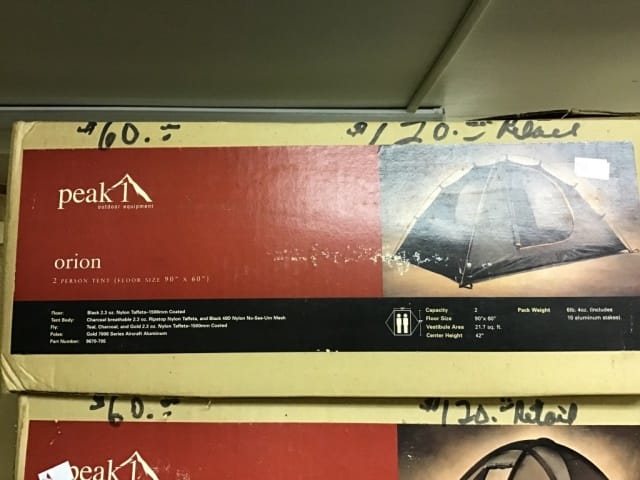 $60.= $120.= Retail
peak 1
outdoor equipment
orion
2 PERSON TENT (FLOOR SIZE 90" X 60")
Floor: Black 2.3 oz. Nylon Taffeta-1500mm Coated
Tent Body: Charcoal breathable 2.3 oz. Ripstop Nylon Taffeta, and Black 40D Nylon No-See-Um Mesh
Fly: Teal, Charcoal, and Gold 2.3 oz. Nylon Taffeta-1500mm Coated
Poles: Gold 7000 Series Aircraft Aluminum
Part Number: 9670-705
Capacity 2
Floor Size 90"x 60"
Vestibule Area 21.7 sq. ft.
Center Height 42"
Pack Weight 6lb. 4oz. (includes
19 aluminum stakes).
$60.= $120.= Retail
peak 1